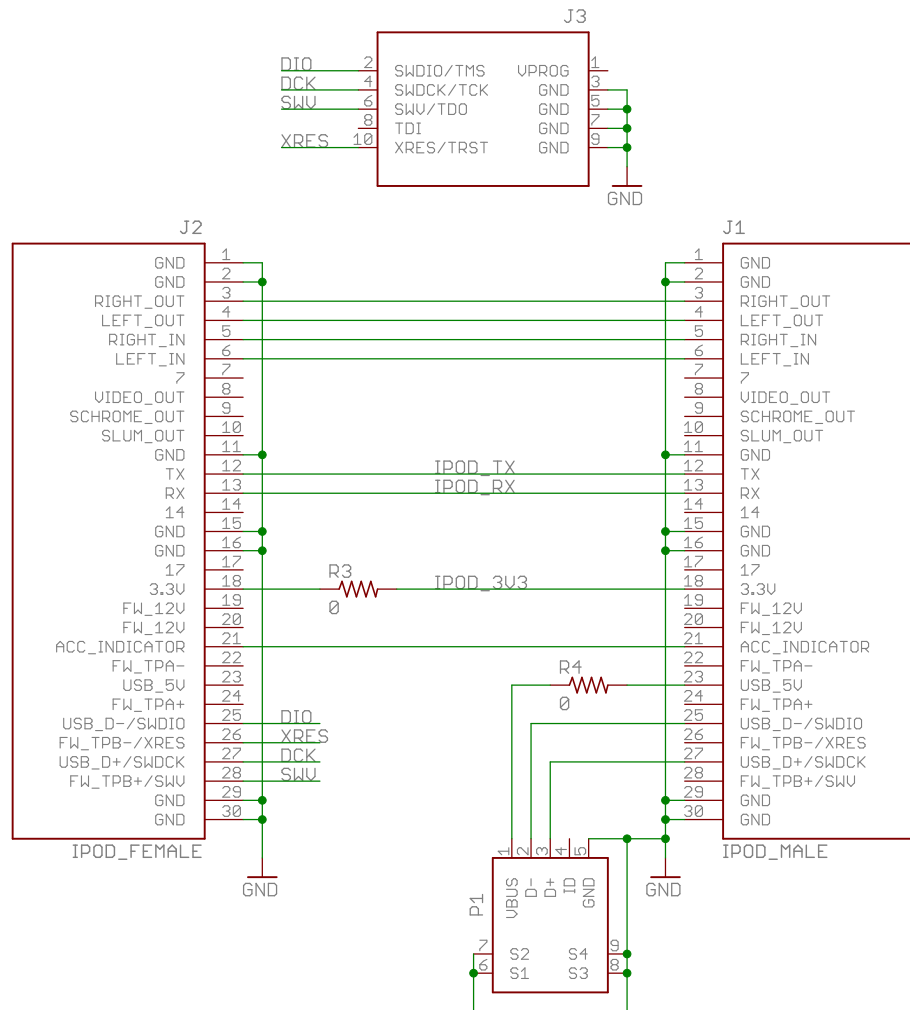 J3
DIO 2 SWDIO/TMS VPROG 1
DCK 4 SWDCK/TCK GND 3
SWV 6 SWV/TDO GND 5
8 TDI GND 7
XRES 10 XRES/TRST GND 9
GND
J2 J1
GND 1 1 GND
GND 2 2 GND
RIGHT_OUT 3 3 RIGHT_OUT
LEFT_OUT 4 4 LEFT_OUT
RIGHT_IN 5 5 RIGHT_IN
LEFT_IN 6 6 LEFT_IN
7 7 7 7
VIDEO_OUT 8 8 VIDEO_OUT
SCHROME_OUT 9 9 SCHROME_OUT
SLUM_OUT 10 10 SLUM_OUT
GND 11 11 GND
TX 12 IPOD_TX 12 TX
RX 13 IPOD_RX 13 RX
14 14 14 14
GND 15 15 GND
GND 16 16 GND
17 17 R3 17 17
3.3V 18 0 IPOD_3V3 18 3.3V
FW_12V 19 19 FW_12V
FW_12V 20 20 FW_12V
ACC_INDICATOR 21 21 ACC_INDICATOR
FW_TPA- 22 R4 22 FW_TPA-
USB_5V 23 0 23 USB_5V
FW_TPA+ 24 24 FW_TPA+
USB_D-/SWDIO 25 DIO 25 USB_D-/SWDIO
FW_TPB-/XRES 26 XRES 26 FW_TPB-/XRES
USB_D+/SWDCK 27 DCK 27 USB_D+/SWDCK
FW_TPB+/SWV 28 SWV 28 FW_TPB+/SWV
GND 29 29 GND
GND 30 30 GND
IPOD_FEMALE IPOD_MALE
GND GND
1 2 3 4 5
P1 VBUS D- D+ ID GND
7 S2 S4 9
6 S1 S3 8